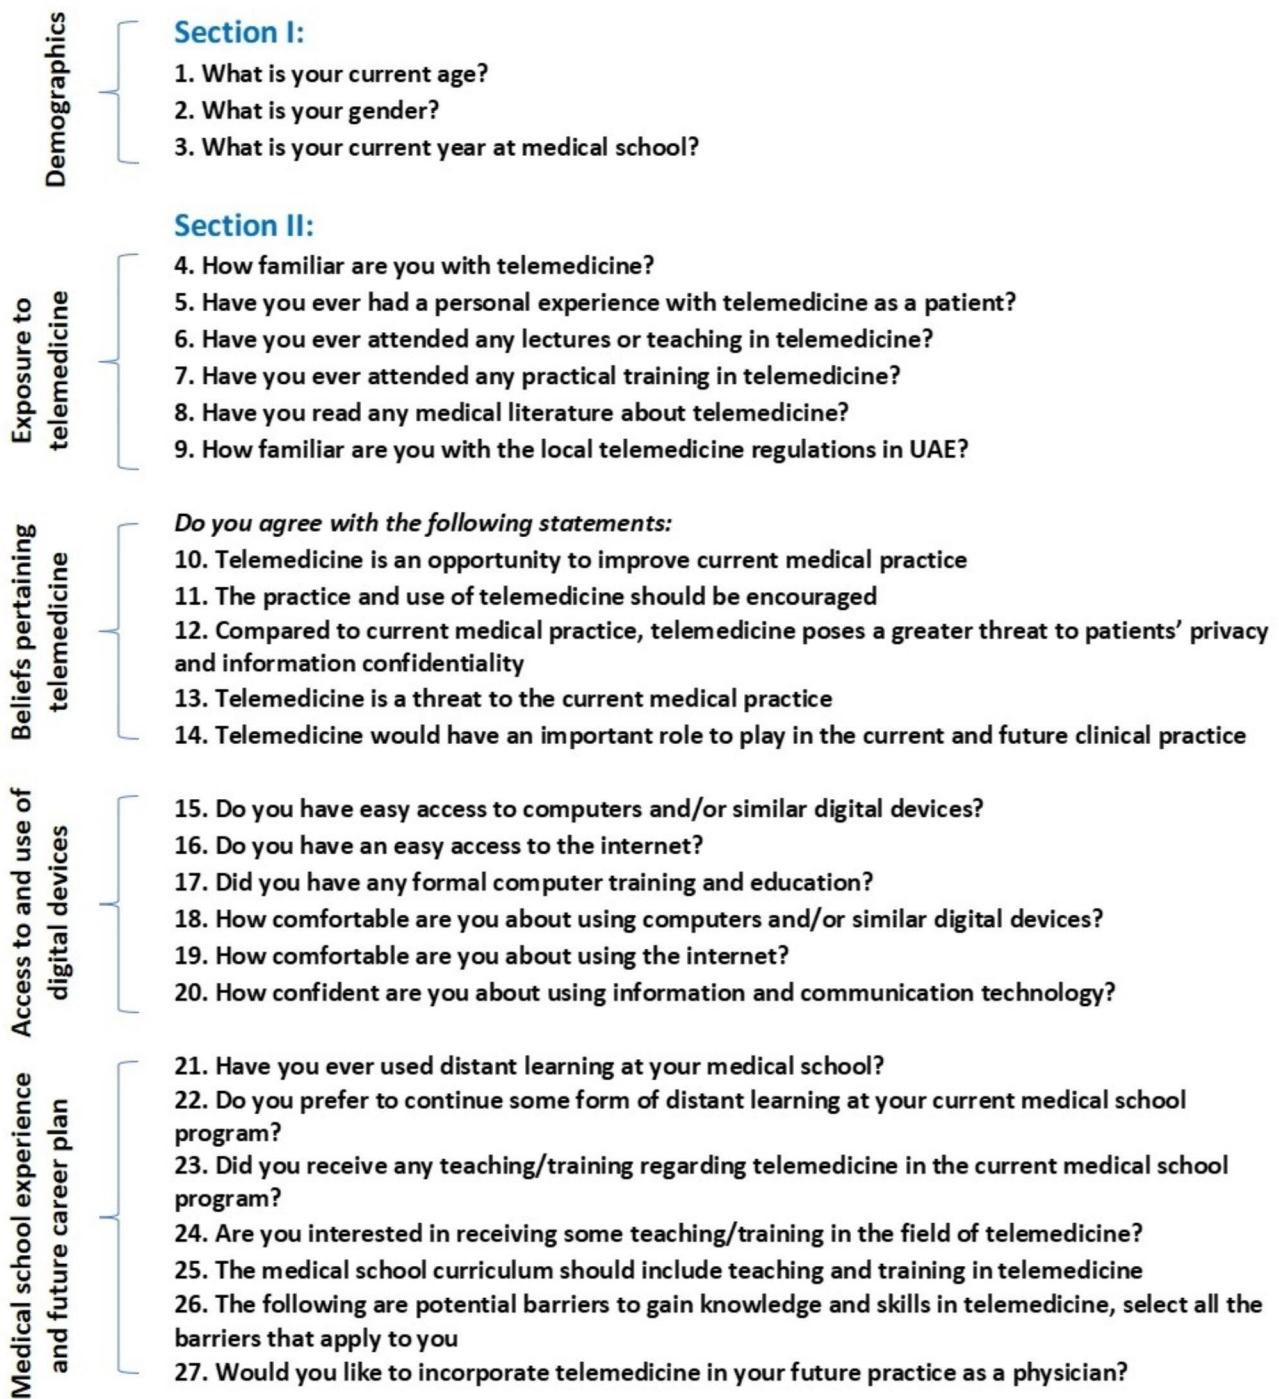 Demographics
Section I:
1. What is your current age?
2. What is your gender?
3. What is your current year at medical school?
Section II:
Exposure to
telemedicine
4. How familiar are you with telemedicine?
5. Have you ever had a personal experience with telemedicine as a patient?
6. Have you ever attended any lectures or teaching in telemedicine?
7. Have you ever attended any practical training in telemedicine?
8. Have you read any medical literature about telemedicine?
9. How familiar are you with the local telemedicine regulations in UAE?
Beliefs pertaining
telemedicine
Do you agree with the following statements:
10. Telemedicine is an opportunity to improve current medical practice
11. The practice and use of telemedicine should be encouraged
12. Compared to current medical practice, telemedicine poses a greater threat to patients’ privacy
and information confidentiality
13. Telemedicine is a threat to the current medical practice
14. Telemedicine would have an important role to play in the current and future clinical practice
Access to and use of
digital devices
15. Do you have easy access to computers and/or similar digital devices?
16. Do you have an easy access to the internet?
17. Did you have any formal computer training and education?
18. How comfortable are you about using computers and/or similar digital devices?
19. How comfortable are you about using the internet?
20. How confident are you about using information and communication technology?
Medical school experience
and future career plan
21. Have you ever used distant learning at your medical school?
22. Do you prefer to continue some form of distant learning at your current medical school
program?
23. Did you receive any teaching/training regarding telemedicine in the current medical school
program?
24. Are you interested in receiving some teaching/training in the field of telemedicine?
25. The medical school curriculum should include teaching and training in telemedicine
26. The following are potential barriers to gain knowledge and skills in telemedicine, select all the
barriers that apply to you
27. Would you like to incorporate telemedicine in your future practice as a physician?